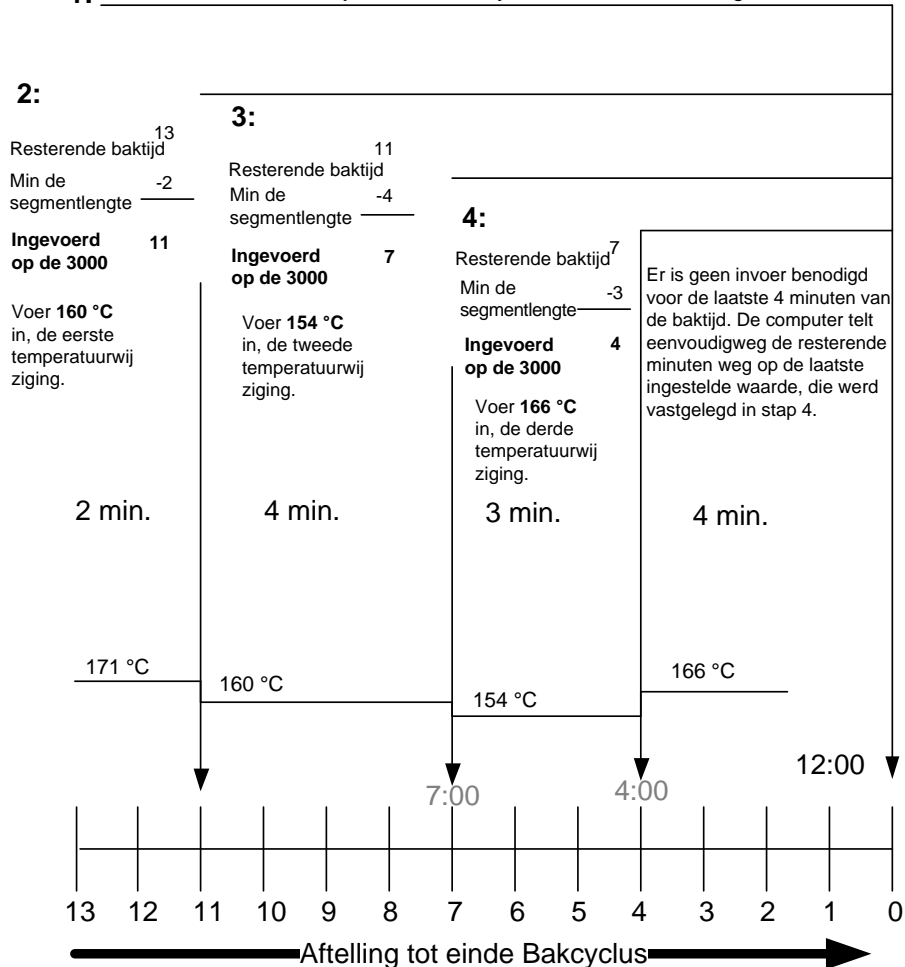 2:
Resterende baktijd 13
Min de
segmentlengte -2
Ingevoerd
op de 3000 11
Voer 160 °C
in, de eerste
temperatuurwij
ziging.
3:
Resterende baktijd 11
Min de
segmentlengte -4
Ingevoerd
op de 3000 7
Voer 154 °C
in, de tweede
temperatuurwij
ziging.
4:
Resterende baktijd 7
Min de
segmentlengte -3
Ingevoerd
op de 3000 4
Voer 166 °C
in, de derde
temperatuurwij
ziging.
Er is geen invoer benodigd
voor de laatste 4 minuten van
de baktijd. De computer telt
eenvoudigweg de resterende
minuten weg op de laatste
ingestelde waarde, die werd
vastgelegd in stap 4.
2 min. 4 min. 3 min. 4 min.
171 °C 160 °C 154 °C 166 °C
7:00 4:00 12:00
13 12 11 10 9 8 7 6 5 4 3 2 1 0
Aftelling tot einde Bakcyclus